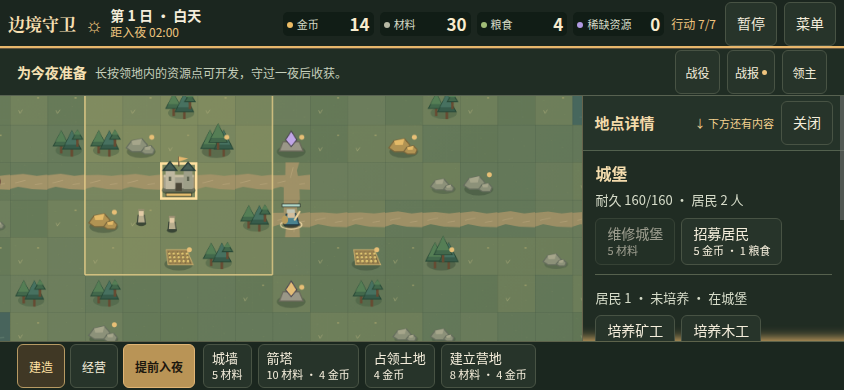 边境守卫
第 1 日 · 白天
距入夜 02:00
金币 14
材料 30
粮食 4
稀缺资源 0
行动 7/7
暂停
菜单
为今夜准备 长按领地内的资源点可开发，守过一夜后收获。
战役
战报
领主
地点详情
↓ 下方还有内容
关闭
城堡
耐久 160/160 · 居民 2 人
维修城堡
5 材料
招募居民
5 金币 · 1 粮食
居民 1 · 未培养 · 在城堡
培养矿工
培养木工
建造
经营
提前入夜
城墙
5 材料
箭塔
10 材料 · 4 金币
占领土地
4 金币
建立营地
8 材料 · 4 金币